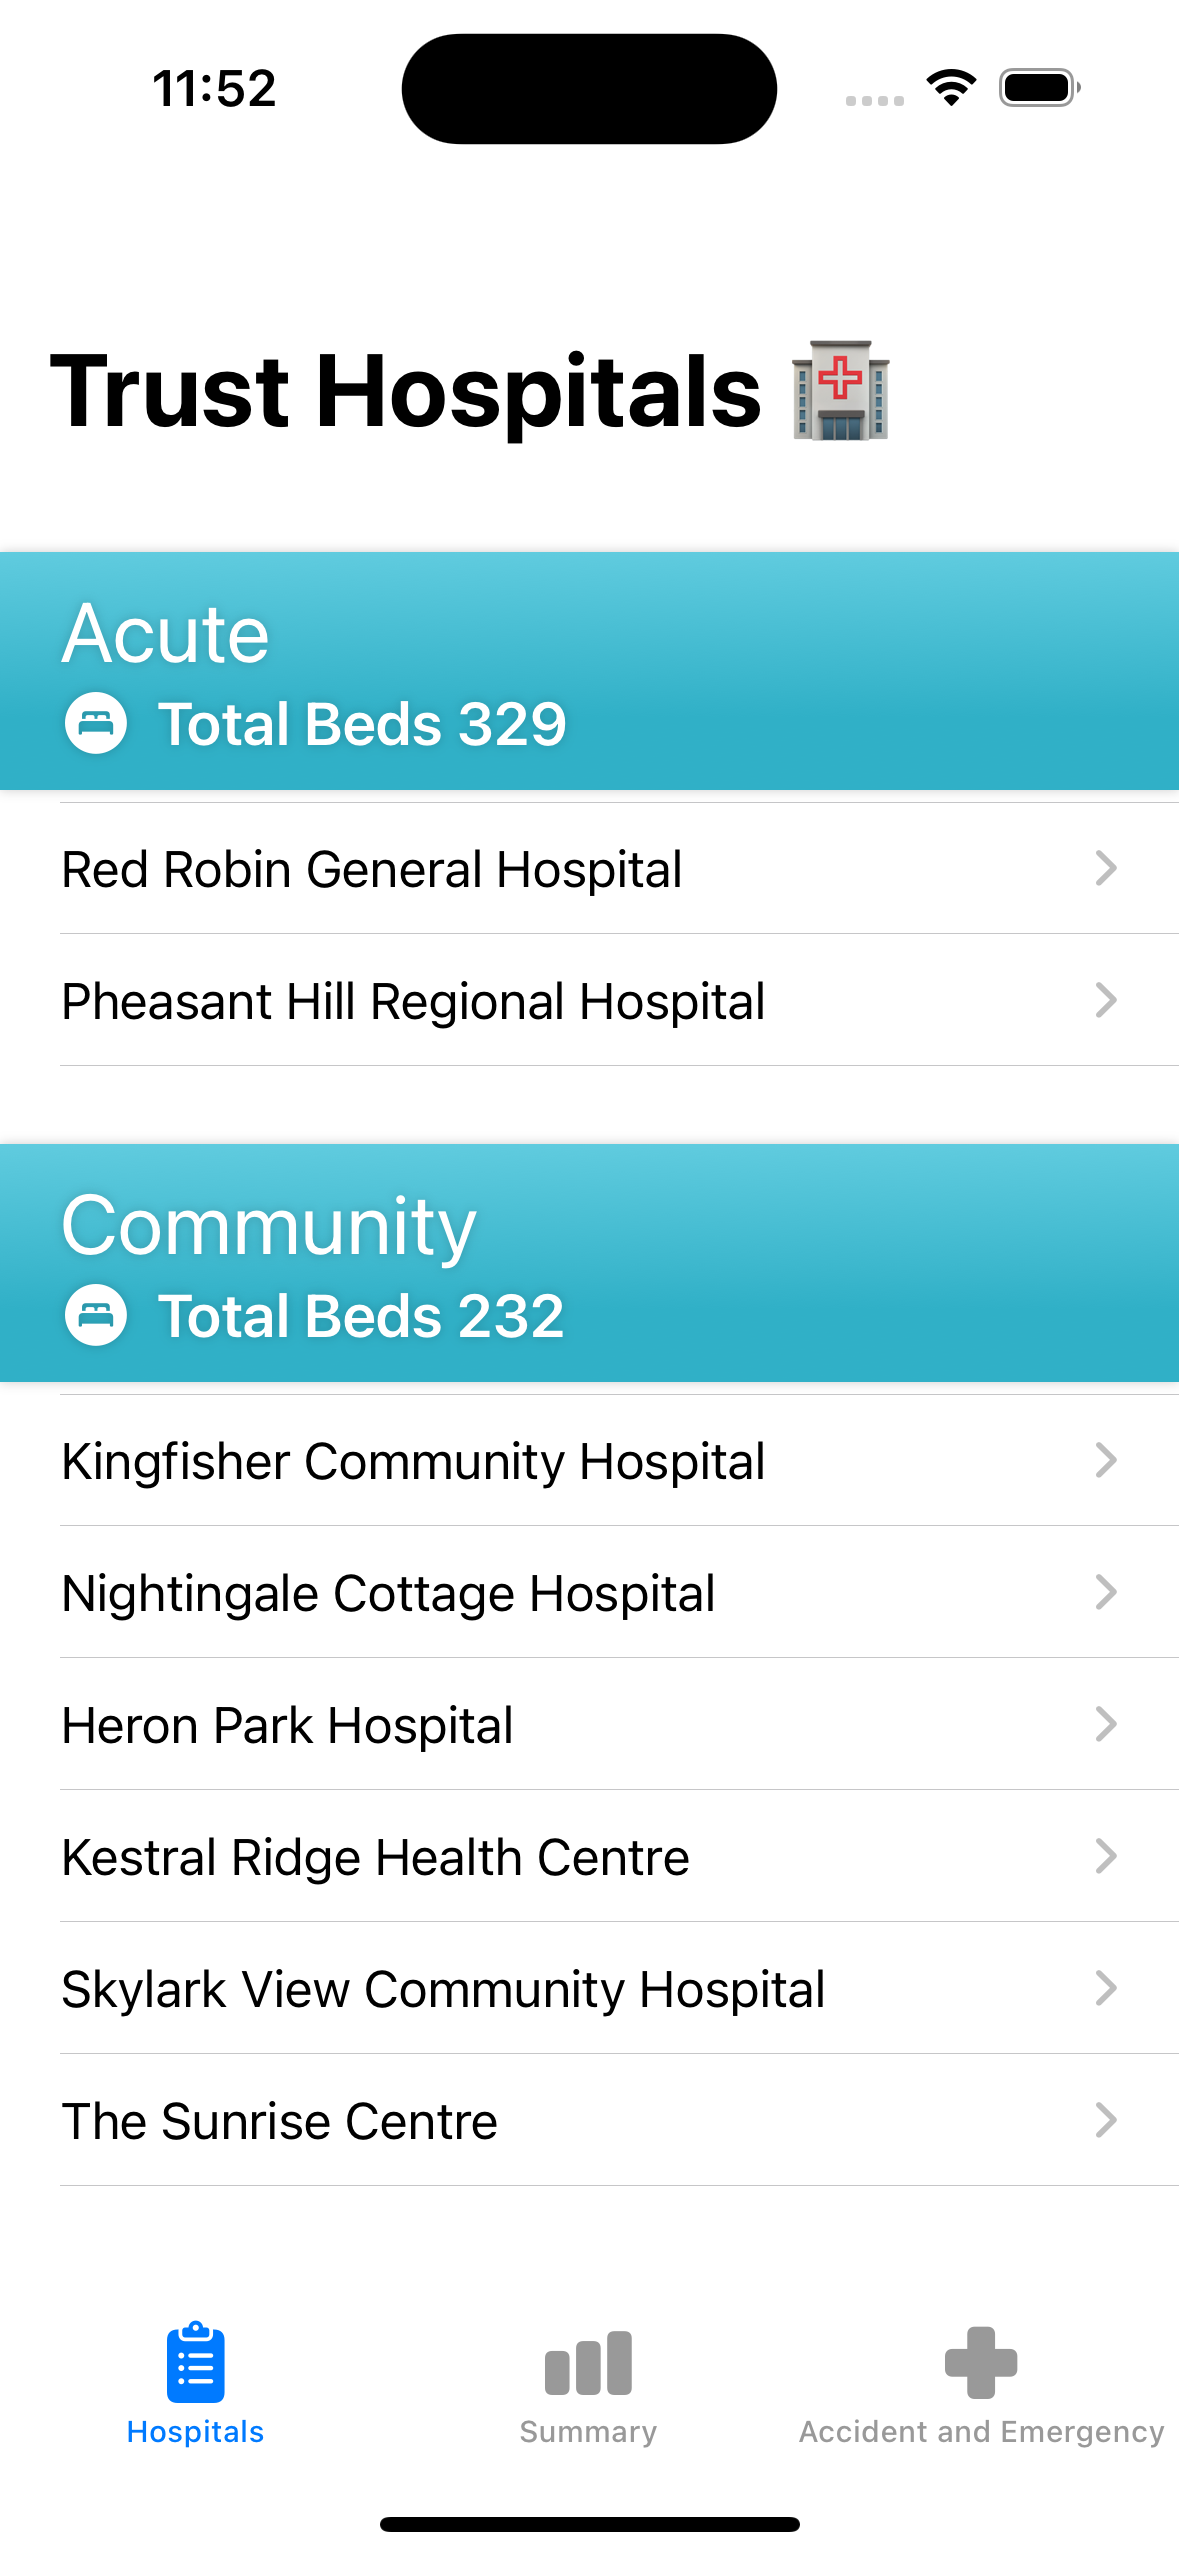 11:52
Trust Hospitals
Acute
Total Beds 329
Red Robin General Hospital
Pheasant Hill Regional Hospital
Community
Total Beds 232
Kingfisher Community Hospital
Nightingale Cottage Hospital
Heron Park Hospital
Kestral Ridge Health Centre
Skylark View Community Hospital
The Sunrise Centre
Hospitals
Summary
Accident and Emergency